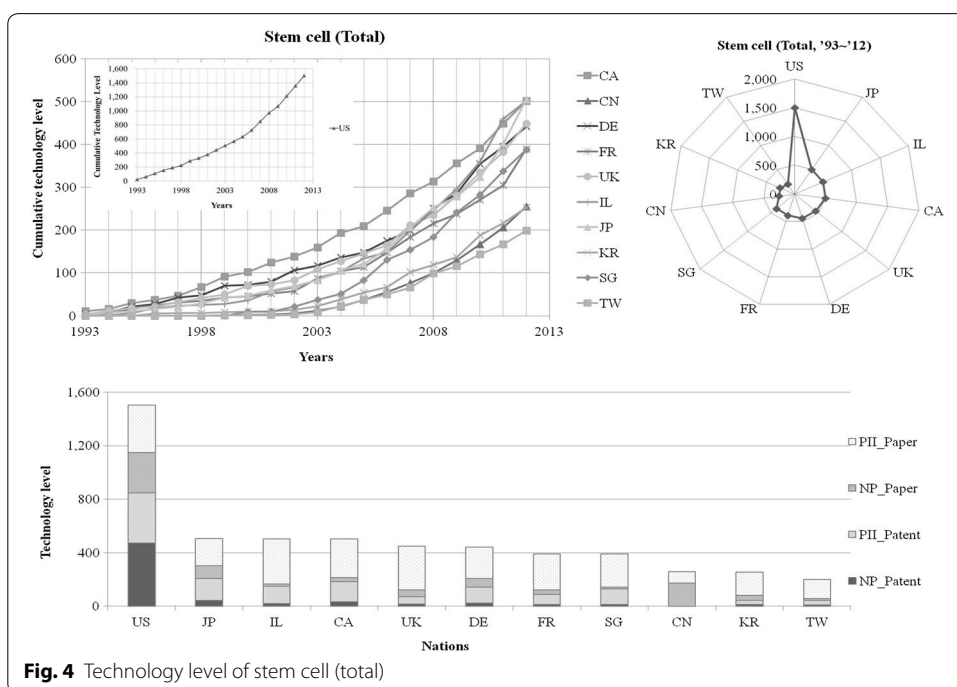 Stem cell (Total)
Cumulative technology level
600
500
400
300
200
100
0
1993
1998
2003
2008
2013
Years
Cumulative Technology Level
1,600
1,400
1,200
1,000
800
600
400
200
0
1993
1998
2003
2008
2013
Years
US
CA
CN
DE
FR
UK
IL
JP
KR
SG
TW
Stem cell (Total, '93~'12)
US
JP
IL
CA
UK
DE
FR
SG
CN
KR
TW
2,000
1,500
1,000
500
0
Technology level
1,600
1,200
800
400
0
US JP IL CA UK DE FR SG CN KR TW
Nations
PII_Paper
NP_Paper
PII_Patent
NP_Patent
Fig. 4 Technology level of stem cell (total)